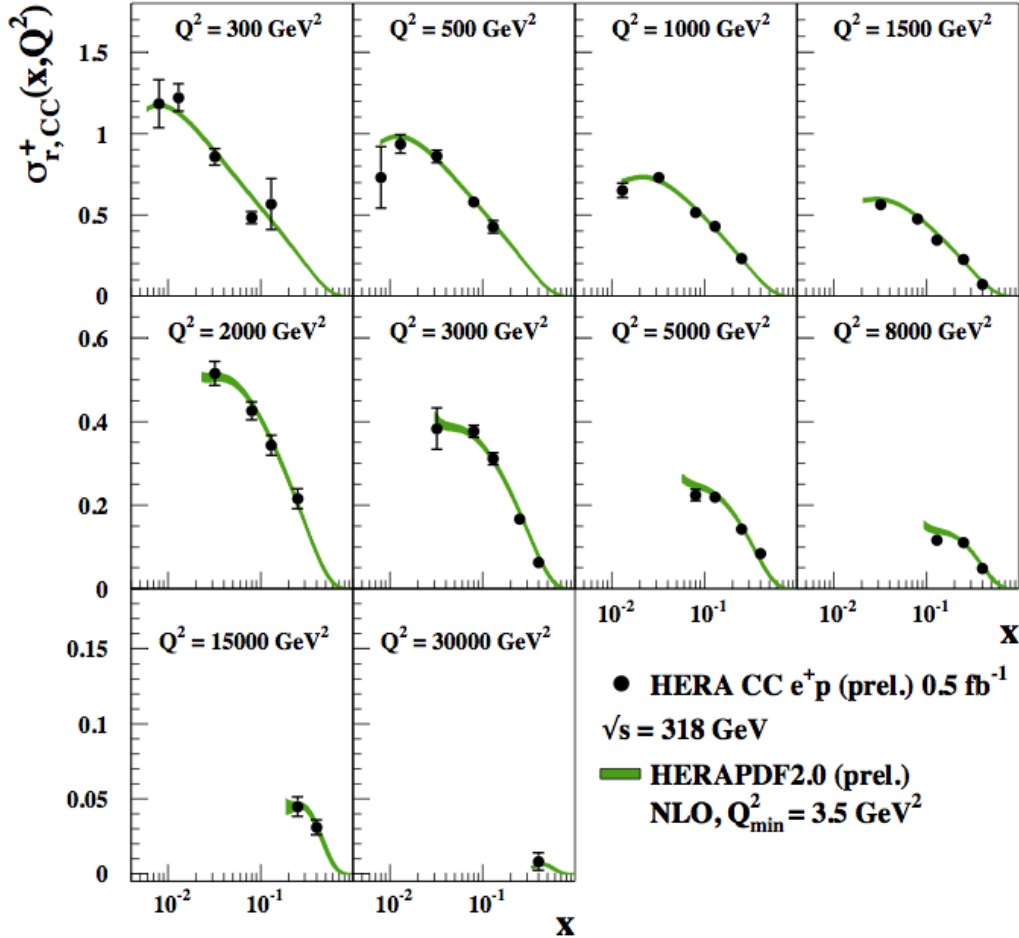 σ⁺r,CC(x,Q²)
Q² = 300 GeV²
Q² = 500 GeV²
Q² = 1000 GeV²
Q² = 1500 GeV²
1.5
1
0.5
0
Q² = 2000 GeV²
Q² = 3000 GeV²
Q² = 5000 GeV²
Q² = 8000 GeV²
0.6
0.4
0.2
0
10⁻² 10⁻¹
10⁻² 10⁻¹
x
Q² = 15000 GeV²
Q² = 30000 GeV²
0.15
0.1
0.05
0
10⁻² 10⁻¹
10⁻² 10⁻¹
x
HERA CC e⁺p (prel.) 0.5 fb⁻¹
√s = 318 GeV
HERAPDF2.0 (prel.)
NLO, Q²min = 3.5 GeV²